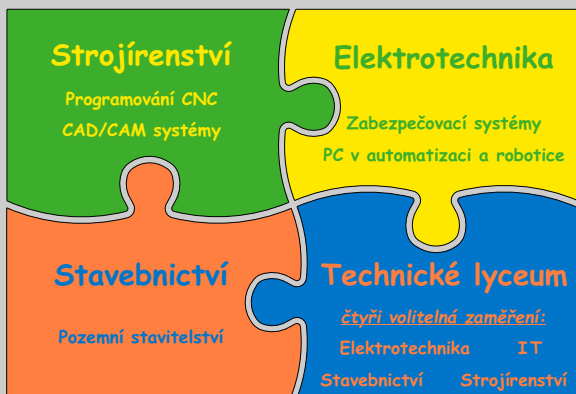 Strojírenství
Programování CNC
CAD/CAM systémy
Elektrotechnika
Zabezpečovací systémy
PC v automatizaci a robotice
Stavebnictví
Pozemní stavitelství
Technické lyceum
čtyři volitelná zaměření:
Elektrotechnika IT
Stavebnictví Strojírenství